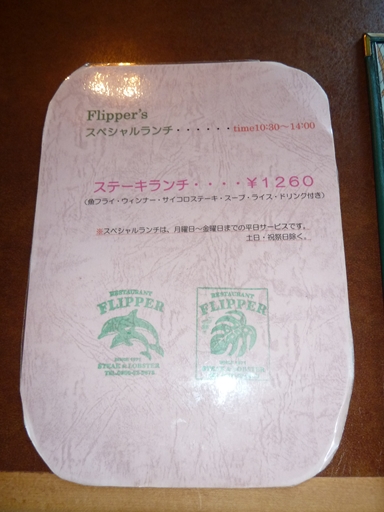 Flipper's
スペシャルランチ・・・・・・time10:30～14:00
ステーキランチ・・・・￥1260
（魚フライ・ウィンナー・サイコロステーキ・スープ・ライス・ドリンク付き）
※スペシャルランチは、月曜日～金曜日までの平日サービスです。
土日・祝祭日除く。
RESTAURANT
FLIPPER
STEAK & LOBSTER
RESTAURANT
FLIPPER
STEAK & LOBSTER